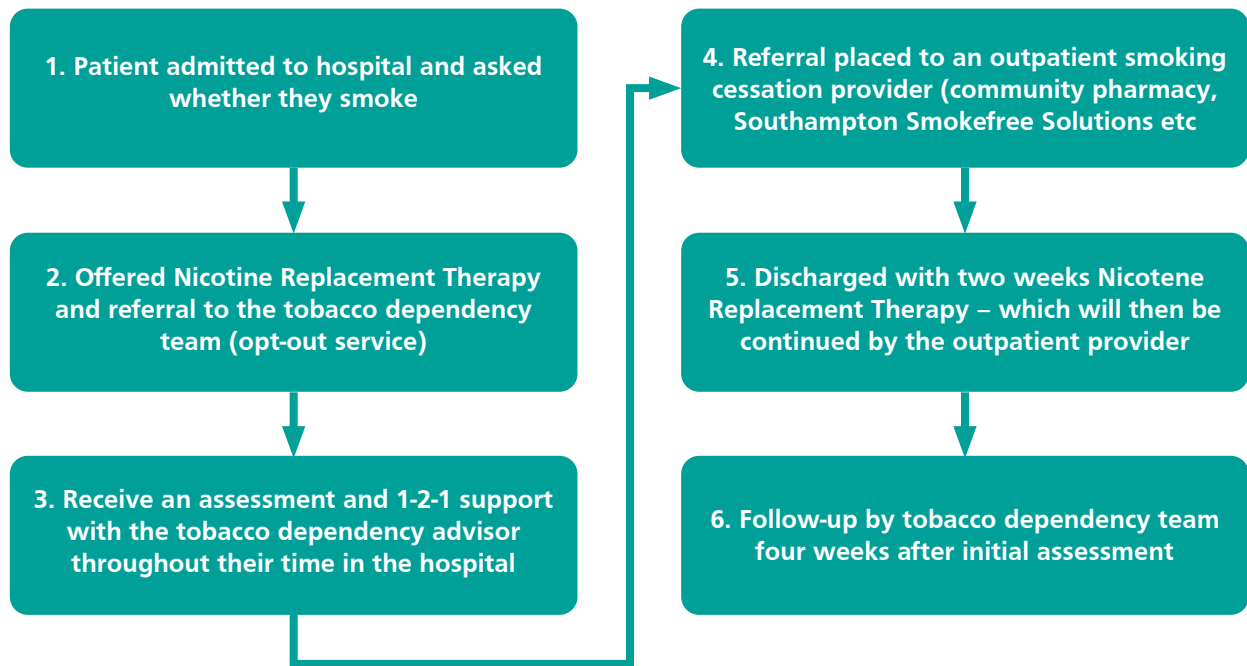 1. Patient admitted to hospital and asked
whether they smoke
2. Offered Nicotine Replacement Therapy
and referral to the tobacco dependency
team (opt-out service)
3. Receive an assessment and 1-2-1 support
with the tobacco dependency advisor
throughout their time in the hospital
4. Referral placed to an outpatient smoking
cessation provider (community pharmacy,
Southampton Smokefree Solutions etc
5. Discharged with two weeks Nicotene
Replacement Therapy – which will then be
continued by the outpatient provider
6. Follow-up by tobacco dependency team
four weeks after initial assessment